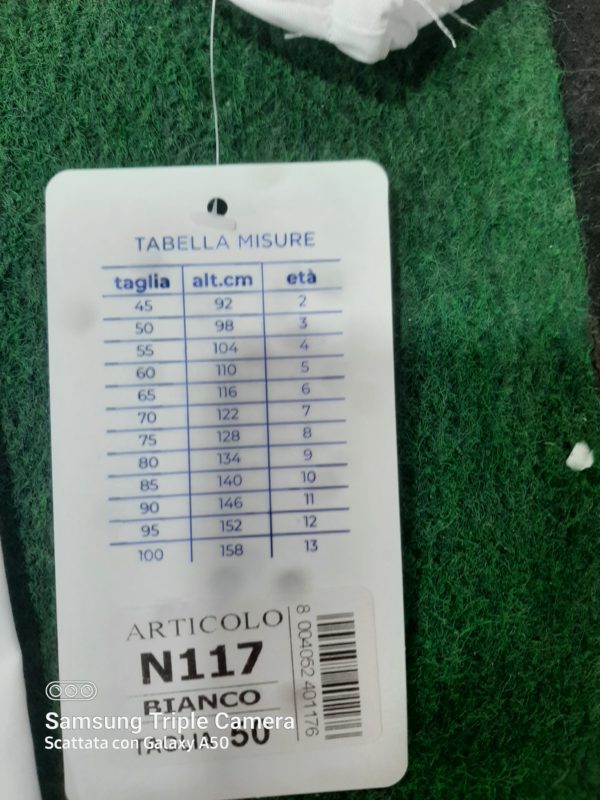 TABELLA MISURE
taglia alt.cm età
45 92 2
50 98 3
55 104 4
60 110 5
65 116 6
70 122 7
75 128 8
80 134 9
85 140 10
90 146 11
95 152 12
100 158 13
ARTICOLO
N117
BIANCO
TAGLIA 50
8 004062 401176
Samsung Triple Camera
Scattata con Galaxy A50